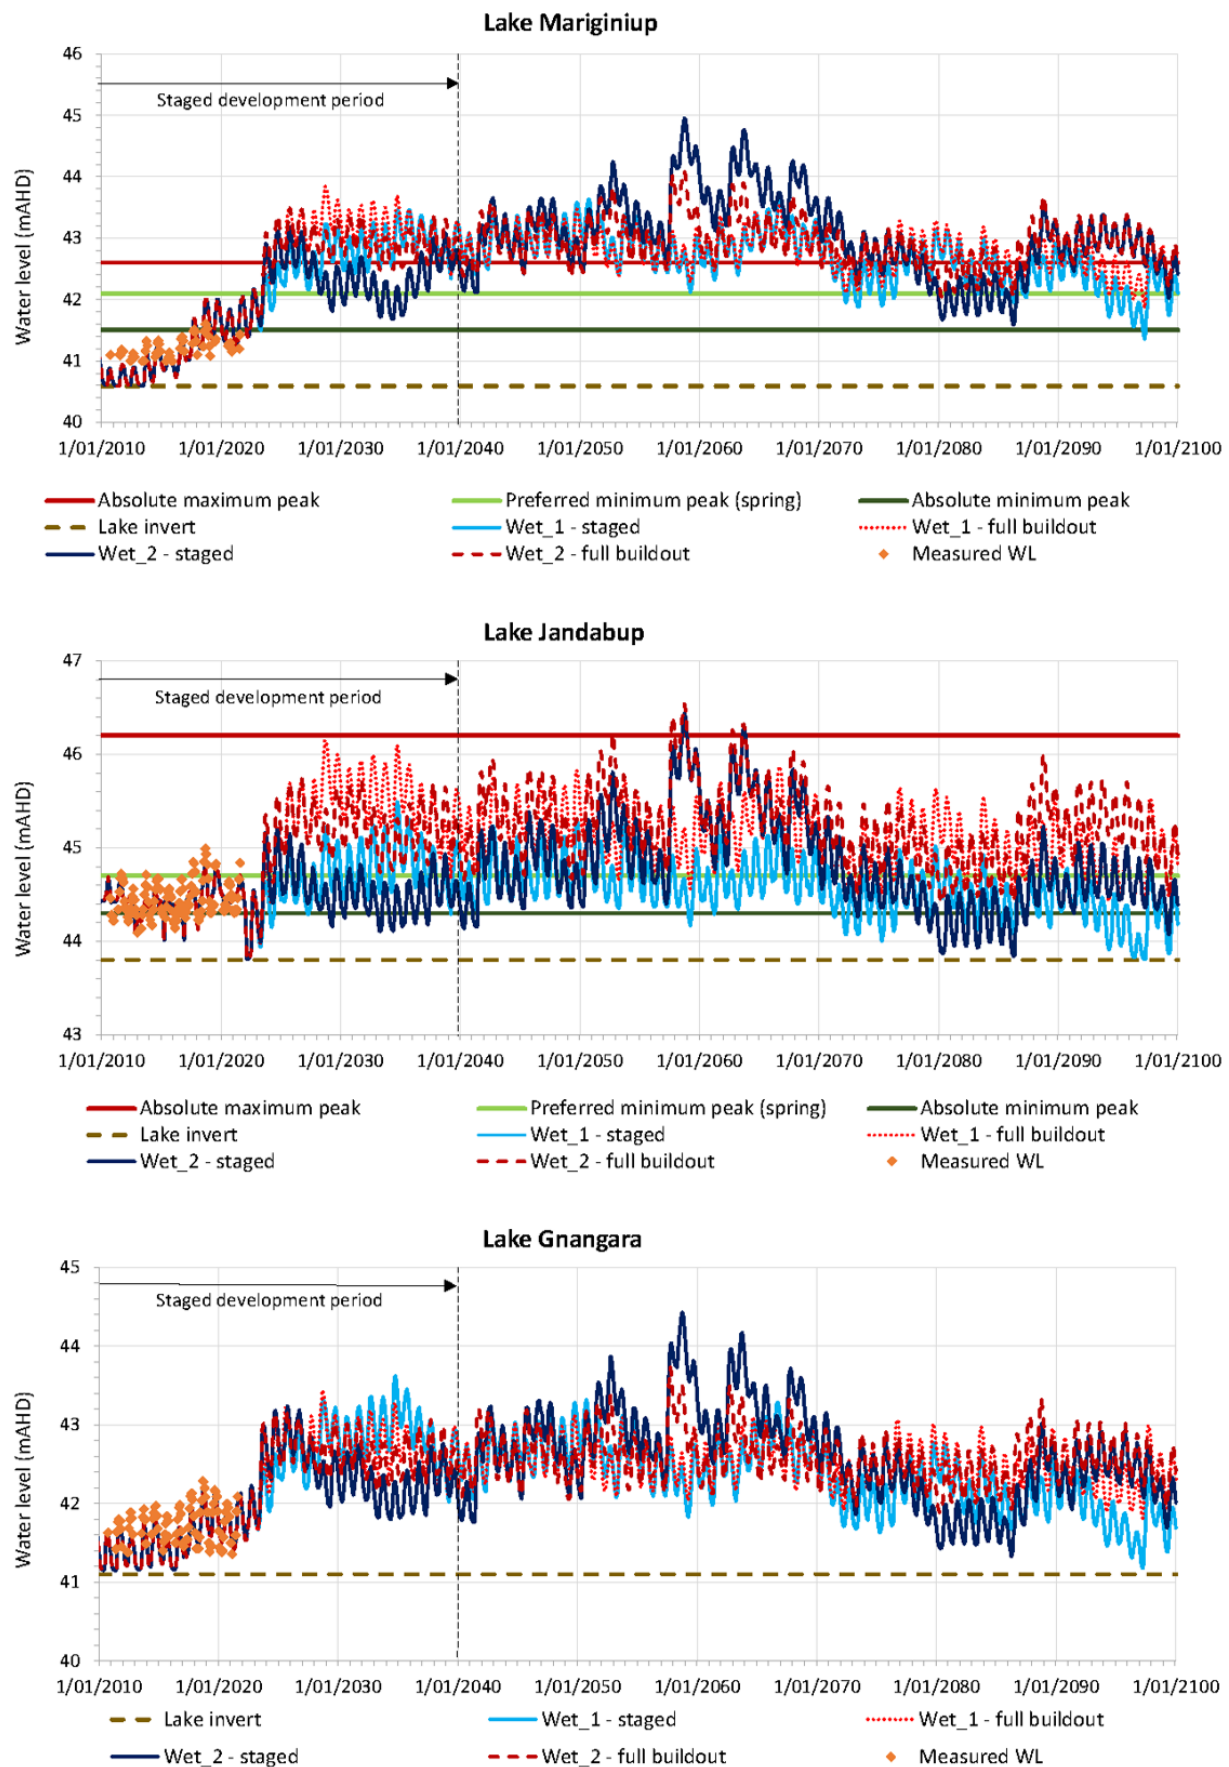 Lake Mariginiup
46
45
44
43
42
41
40
Water level (mAHD)
Staged development period
1/01/2010 1/01/2020 1/01/2030 1/01/2040 1/01/2050 1/01/2060 1/01/2070 1/01/2080 1/01/2090 1/01/2100
Absolute maximum peak Preferred minimum peak (spring) Absolute minimum peak
Lake invert Wet_1 - staged Wet_1 - full buildout
Wet_2 - staged Wet_2 - full buildout Measured WL
Lake Jandabup
47
46
45
44
43
Water level (mAHD)
Staged development period
1/01/2010 1/01/2020 1/01/2030 1/01/2040 1/01/2050 1/01/2060 1/01/2070 1/01/2080 1/01/2090 1/01/2100
Absolute maximum peak Preferred minimum peak (spring) Absolute minimum peak
Lake invert Wet_1 - staged Wet_1 - full buildout
Wet_2 - staged Wet_2 - full buildout Measured WL
Lake Gnangara
45
44
43
42
41
40
Water level (mAHD)
Staged development period
1/01/2010 1/01/2020 1/01/2030 1/01/2040 1/01/2050 1/01/2060 1/01/2070 1/01/2080 1/01/2090 1/01/2100
Lake invert Wet_1 - staged Wet_1 - full buildout
Wet_2 - staged Wet_2 - full buildout Measured WL